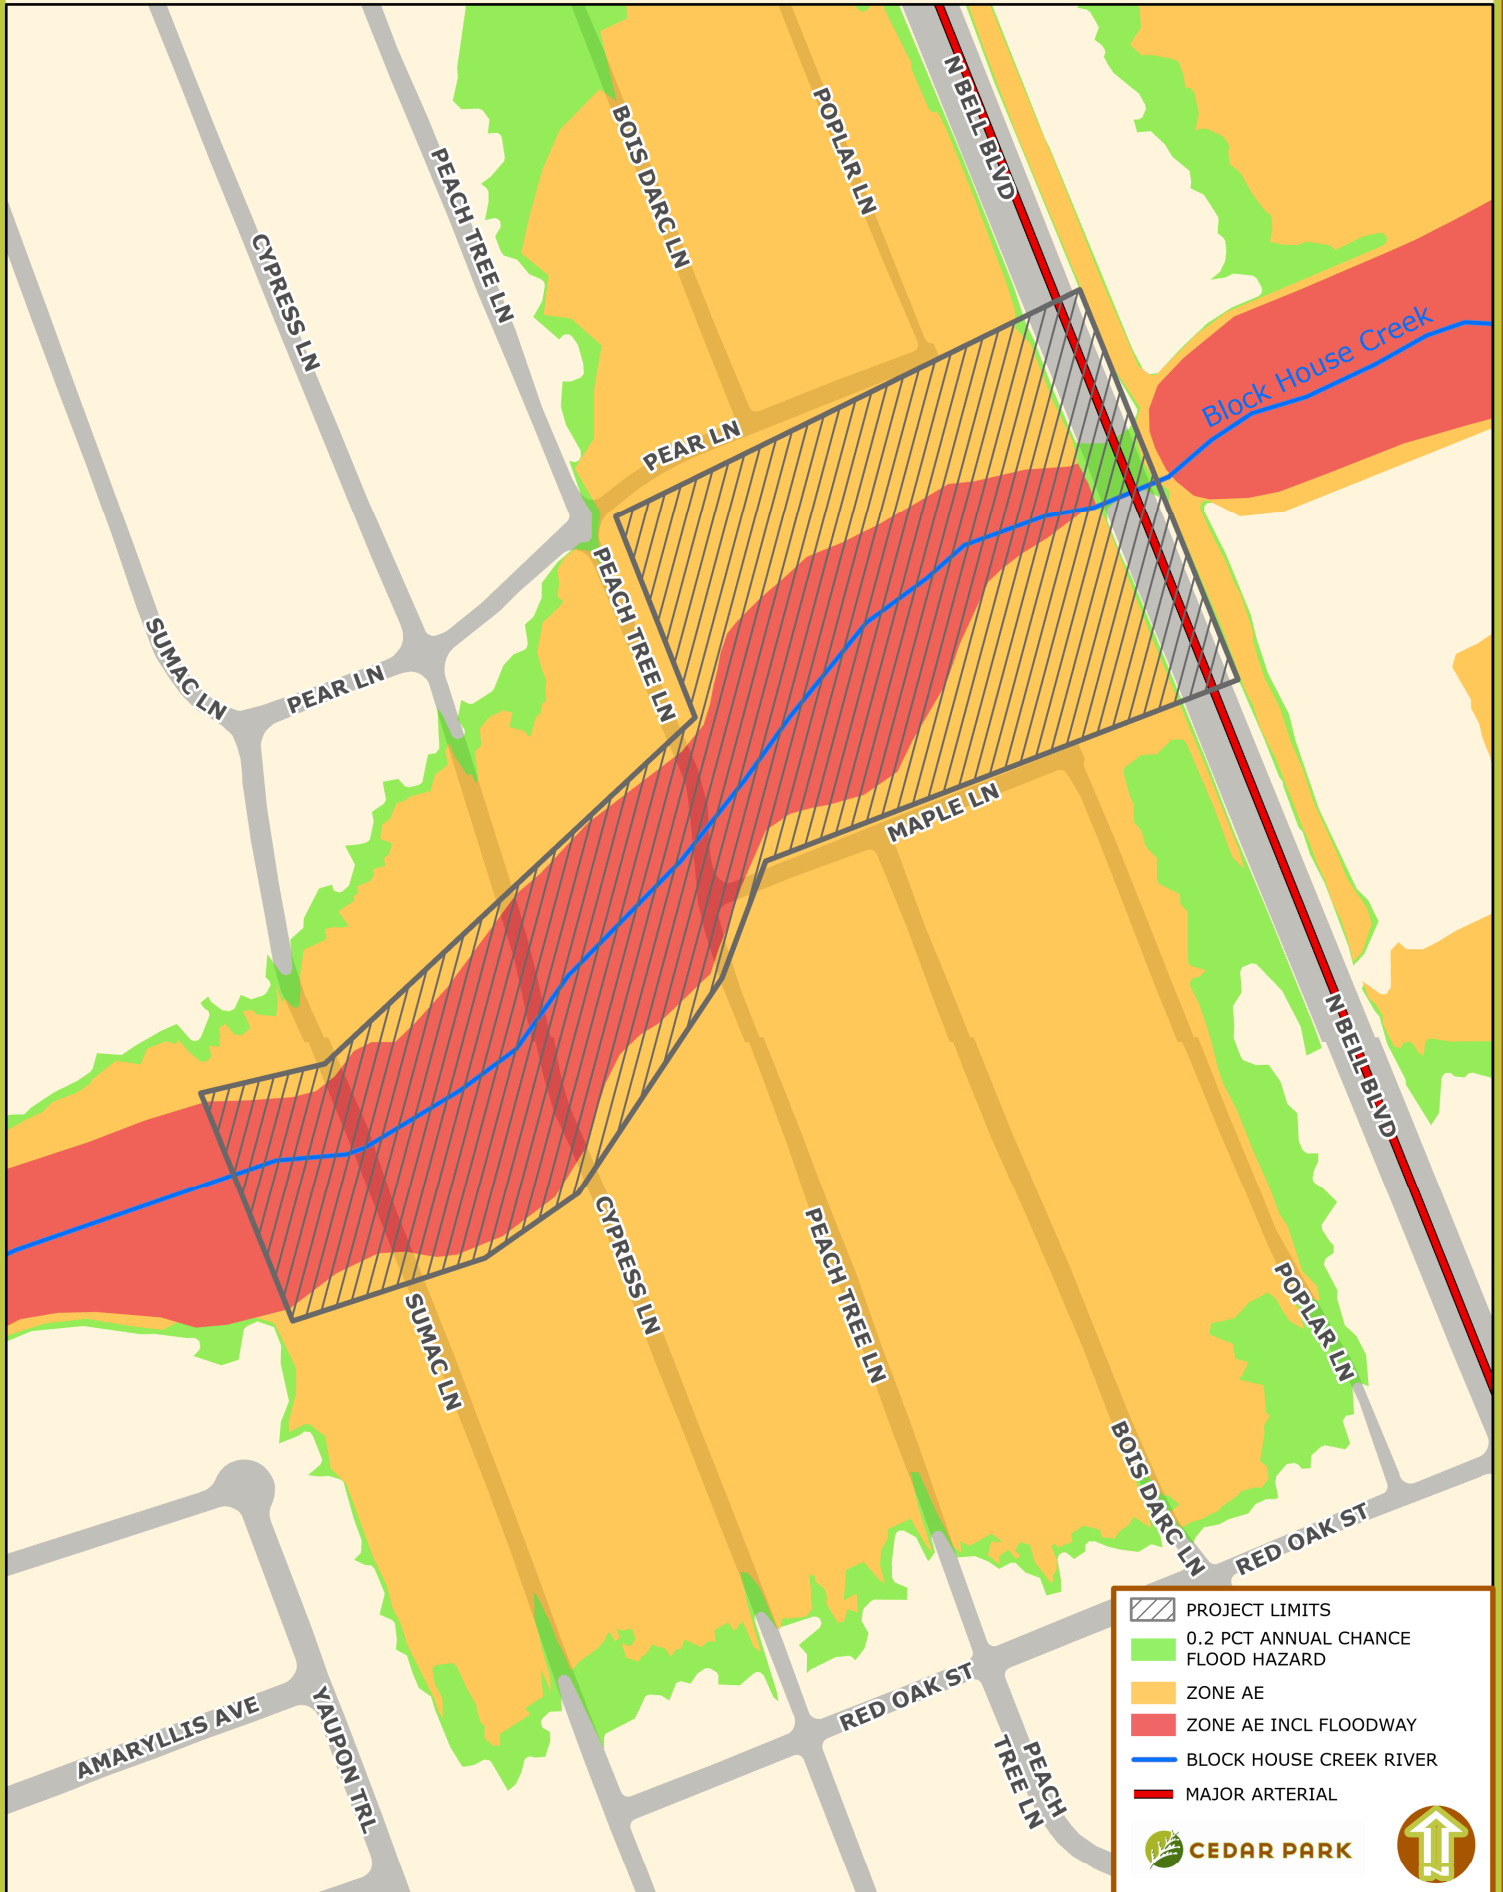 N BELL BLVD
POPLAR LN
BOIS DARC LN
PEACH TREE LN
CYPRESS LN
Block House Creek
PEAR LN
PEACH TREE LN
SUMAC LN
PEAR LN
MAPLE LN
N BELL BLVD
CYPRESS LN
PEACH TREE LN
POPLAR LN
SUMAC LN
BOIS DARC LN
RED OAK ST
RED OAK ST
AMARYLLIS AVE
YAUPON TRL
PEACH
TREE LN
PROJECT LIMITS
0.2 PCT ANNUAL CHANCE
FLOOD HAZARD
ZONE AE
ZONE AE INCL FLOODWAY
BLOCK HOUSE CREEK RIVER
MAJOR ARTERIAL
CEDAR PARK
N